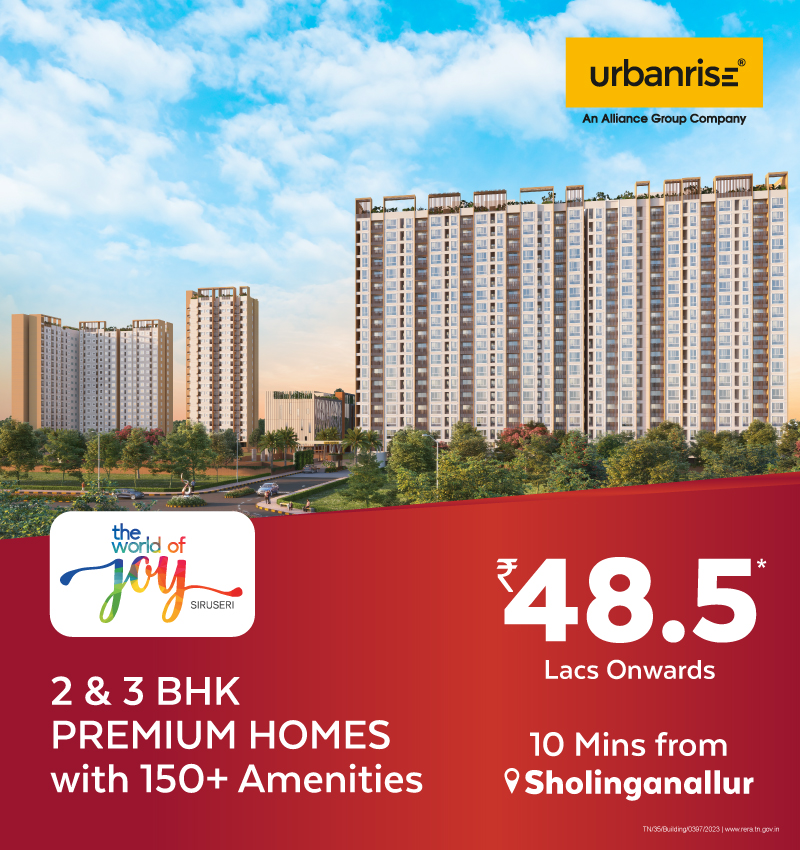 urbanrise®
An Alliance Group Company
the
world of
joy
SIRUSERI
2 & 3 BHK
PREMIUM HOMES
with 150+ Amenities
₹48.5*
Lacs Onwards
10 Mins from
Sholinganallur
TN/35/Building/0397/2023 | www.rera.tn.gov.in